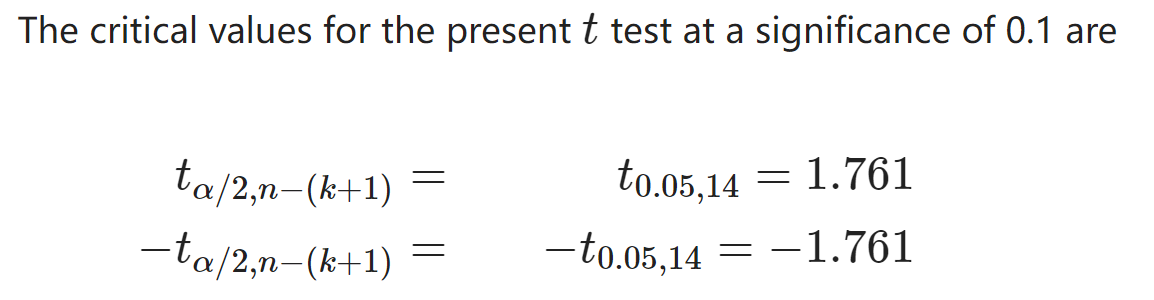 The critical values for the present t test at a significance of 0.1 are
t_{α/2,n−(k+1)} = t_{0.05,14} = 1.761
−t_{α/2,n−(k+1)} = −t_{0.05,14} = −1.761